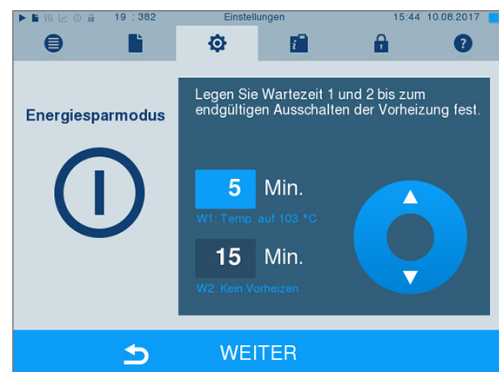 19 : 382 Einstellungen 15:44 10.08.2017
Energiesparmodus
Legen Sie Wartezeit 1 und 2 bis zum
endgültigen Ausschalten der Vorheizung fest.
5 Min.
W1: Temp. auf 103 °C
15 Min.
W2: Kein Vorheizen
WEITER